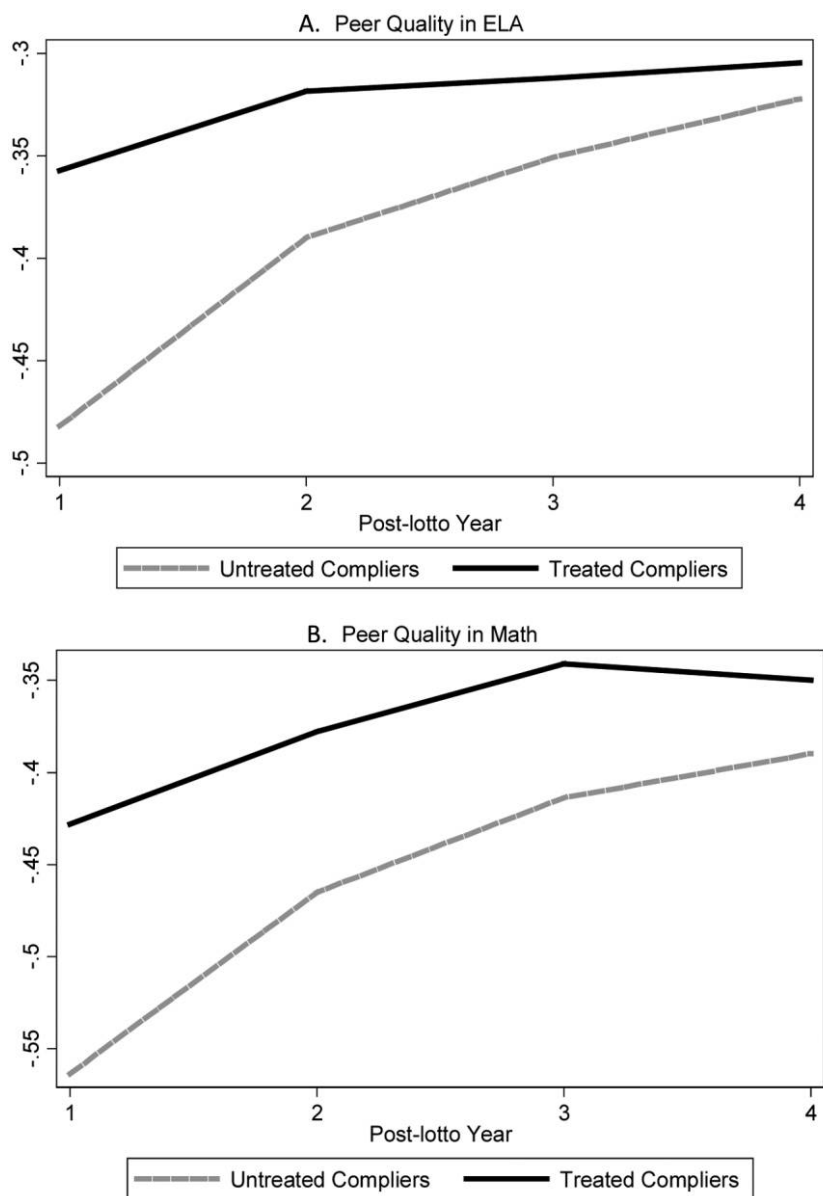 A. Peer Quality in ELA
-.3
-.35
-.4
-.45
-.5
1 2 3 4
Post-lotto Year
Untreated Compliers Treated Compliers
B. Peer Quality in Math
-.35
-.4
-.45
-.5
-.55
1 2 3 4
Post-lotto Year
Untreated Compliers Treated Compliers